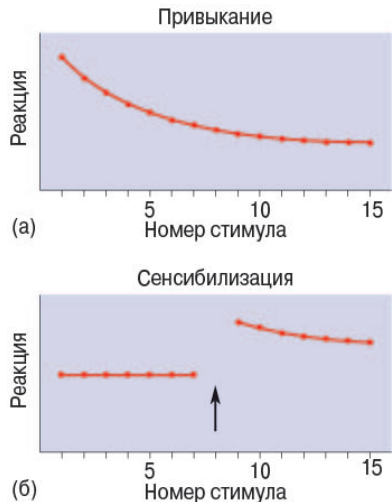 Привыкание
Реакция
5 10 15
(а)
Номер стимула
Сенсибилизация
Реакция
5 10 15
(б)
Номер стимула